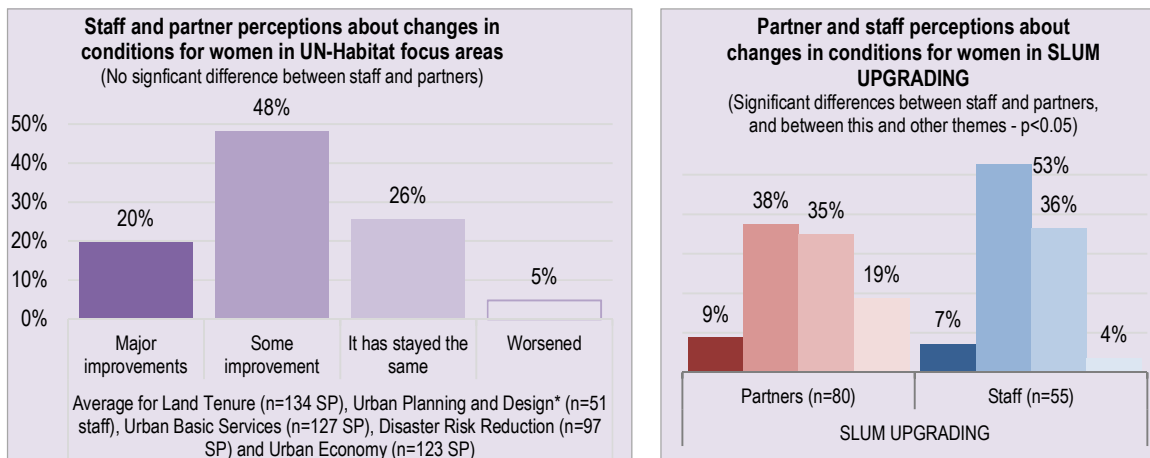 Staff and partner perceptions about changes in
conditions for women in UN-Habitat focus areas
(No signficant difference between staff and partners)
48%
50%
40%
30%
26%
20%
20%
10%
5%
0%
Major
improvements
Some
improvement
It has stayed the
same
Worsened
Average for Land Tenure (n=134 SP), Urban Planning and Design* (n=51
staff), Urban Basic Services (n=127 SP), Disaster Risk Reduction (n=97
SP) and Urban Economy (n=123 SP)
Partner and staff perceptions about
changes in conditions for women in SLUM
UPGRADING
(Significant differences between staff and partners,
and between this and other themes - p<0.05)
9%
38%
35%
19%
7%
53%
36%
4%
Partners (n=80)
Staff (n=55)
SLUM UPGRADING